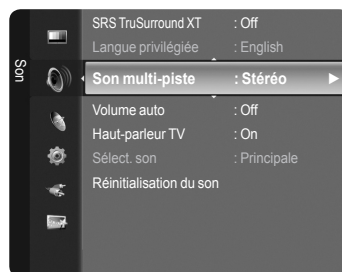 Son
SRS TruSurround XT : Off
Langue privilégiée : English
Son multi-piste : Stéréo
Volume auto : Off
Haut-parleur TV : On
Sélect. son : Principale
Réinitialisation du son